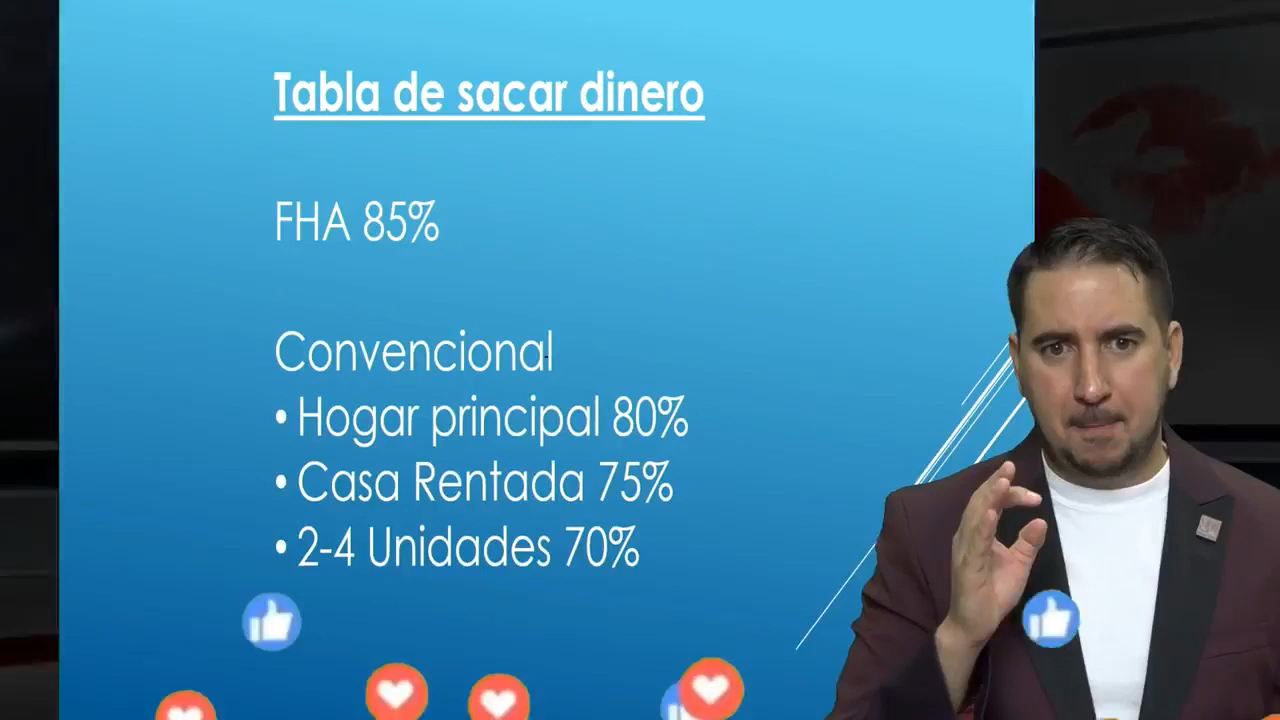 Tabla de sacar dinero
FHA 85%
Convencional
• Hogar principal 80%
• Casa Rentada 75%
• 2-4 Unidades 70%